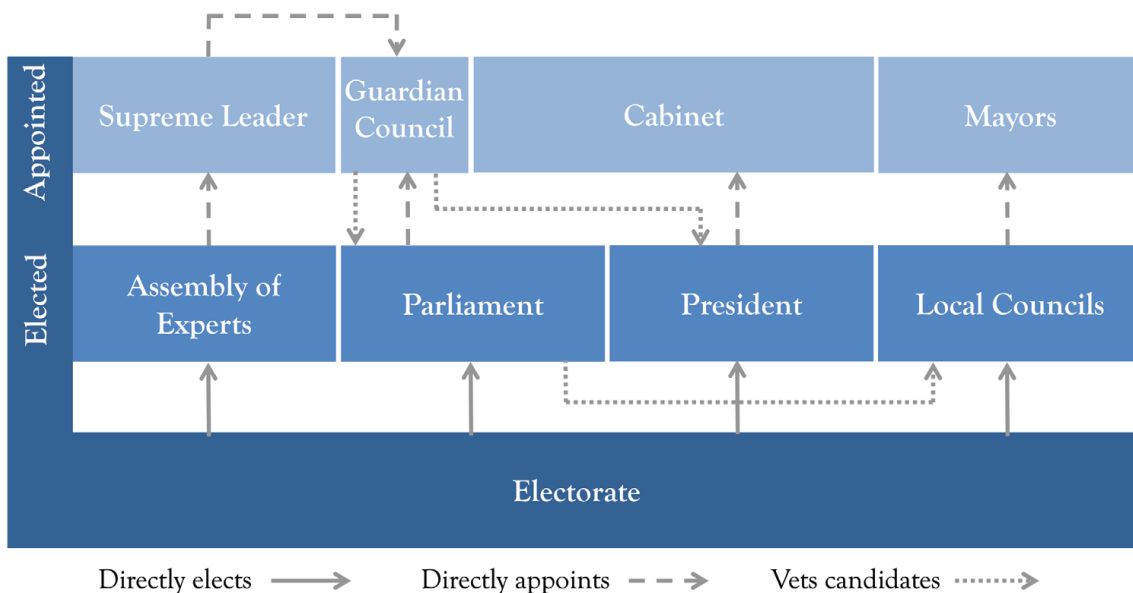 Appointed
Supreme Leader
Guardian
Council
Cabinet
Mayors
Elected
Assembly of
Experts
Parliament
President
Local Councils
Electorate
Directly elects
Directly appoints
Vets candidates